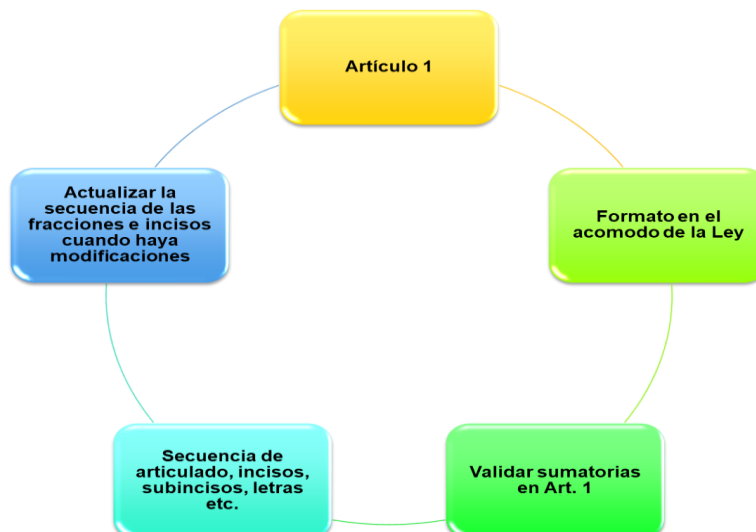 Artículo 1
Formato en el
acomodo de la Ley
Validar sumatorias
en Art. 1
Secuencia de
articulado, incisos,
subincisos, letras
etc.
Actualizar la
secuencia de las
fracciones e incisos
cuando haya
modificaciones